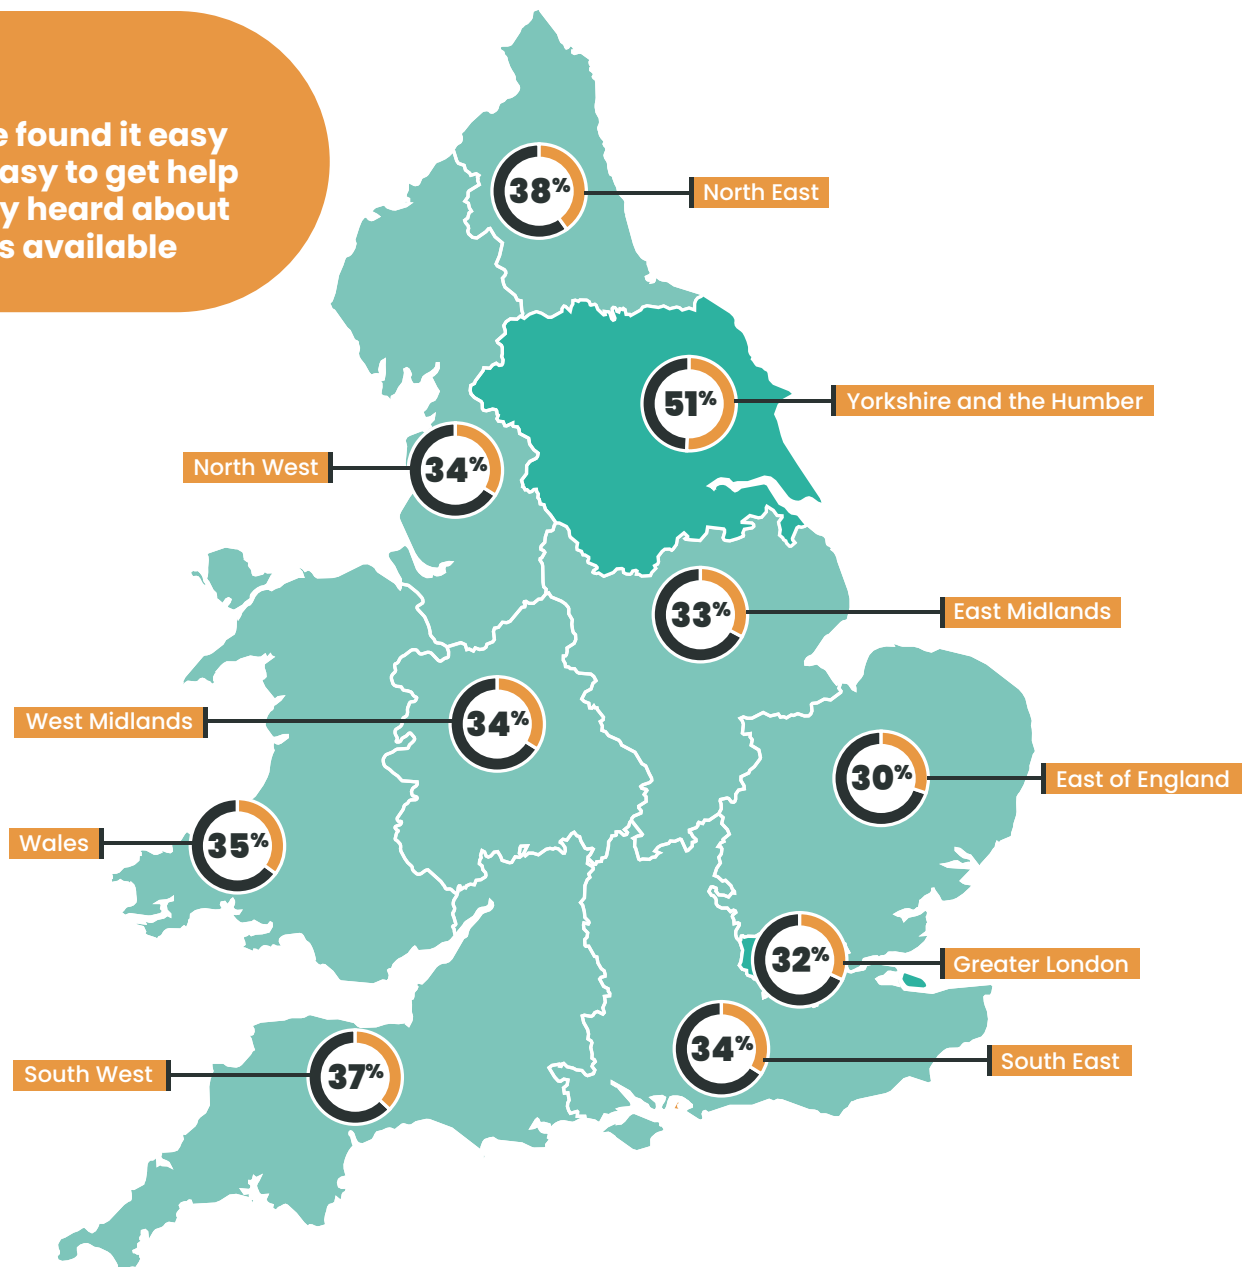 found it easy
to get help
heard about
available
38%
North East
51%
Yorkshire and the Humber
North West
34%
33%
East Midlands
West Midlands
34%
30%
East of England
Wales
35%
32%
Greater London
34%
South East
South West
37%